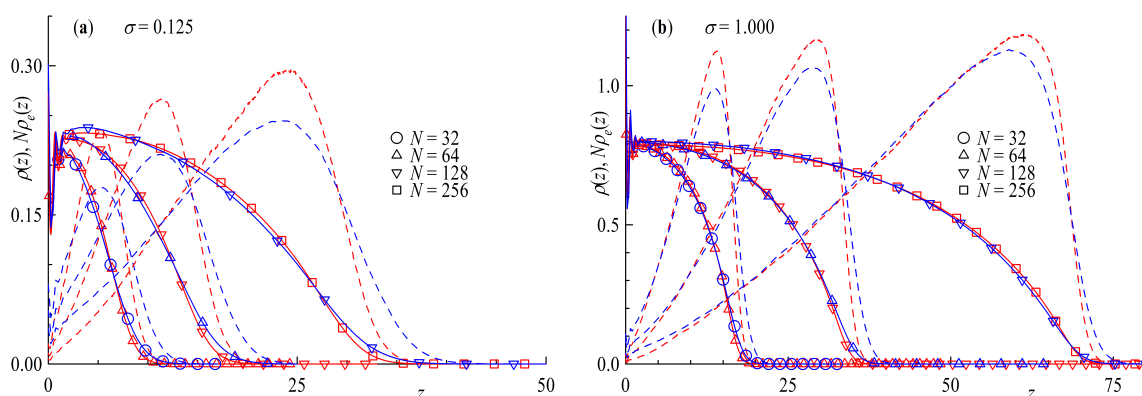 (a) σ = 0.125
ρ(z), Nρe(z)
0.30
0.15
0.00
0 25 50
z
N = 32
N = 64
N = 128
N = 256
(b) σ = 1.000
ρ(z), Nρe(z)
1.0
0.5
0.0
0 25 50 75
z
N = 32
N = 64
N = 128
N = 256